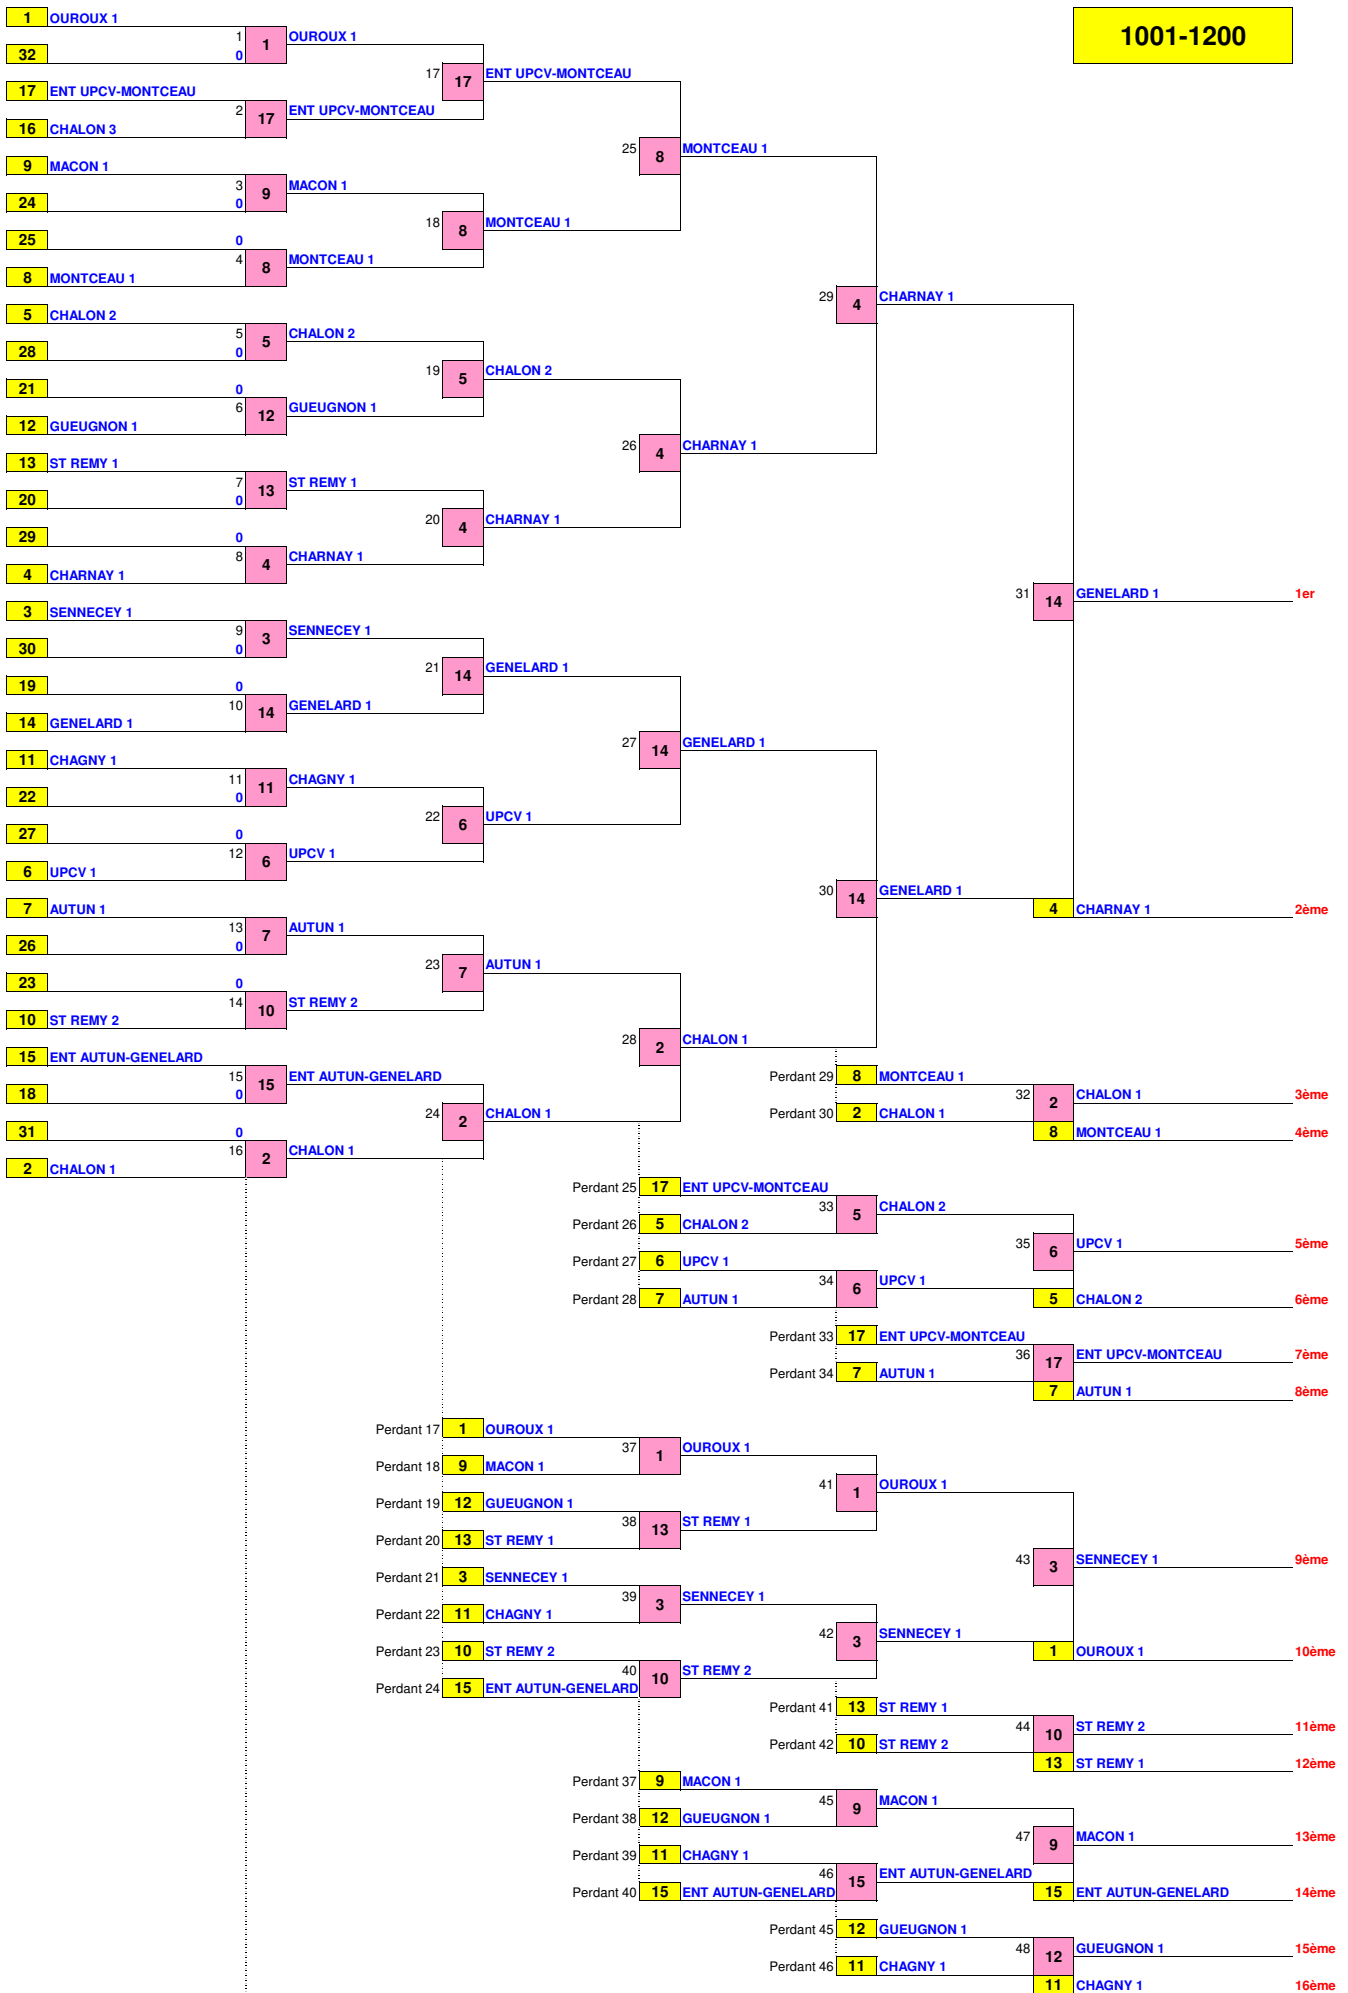 1 OUROUX 1
1001-1200
1 1 OUROUX 1
32 0
17 17 ENT UPCV-MONTCEAU
17 ENT UPCV-MONTCEAU
2 17 ENT UPCV-MONTCEAU
16 CHALON 3
25 8 MONTCEAU 1
9 MACON 1
3 9 MACON 1
24 0
18 8 MONTCEAU 1
25 0
4 8 MONTCEAU 1
8 MONTCEAU 1
29 4 CHARNAY 1
5 CHALON 2
5 5 CHALON 2
28 0
19 5 CHALON 2
21 0
6 12 GUEUGNON 1
12 GUEUGNON 1
26 4 CHARNAY 1
13 ST REMY 1
7 13 ST REMY 1
20 0
20 4 CHARNAY 1
29 0
8 4 CHARNAY 1
4 CHARNAY 1
31 14 GENELARD 1 1er
3 SENNECEY 1
9 3 SENNECEY 1
30 0
21 14 GENELARD 1
19 0
10 14 GENELARD 1
14 GENELARD 1
27 14 GENELARD 1
11 CHAGNY 1
11 11 CHAGNY 1
22 0
22 6 UPCV 1
27 0
12 6 UPCV 1
6 UPCV 1
30 14 GENELARD 1
7 AUTUN 1
4 CHARNAY 1 2ème
13 7 AUTUN 1
26 0
23 7 AUTUN 1
23 0
14 10 ST REMY 2
10 ST REMY 2
28 2 CHALON 1
15 ENT AUTUN-GENELARD
15 15 ENT AUTUN-GENELARD
Perdant 29 8 MONTCEAU 1
18 0
32 2 CHALON 1 3ème
24 2 CHALON 1
Perdant 30 2 CHALON 1
31 0
8 MONTCEAU 1 4ème
16 2 CHALON 1
2 CHALON 1
Perdant 25 17 ENT UPCV-MONTCEAU
33 5 CHALON 2
Perdant 26 5 CHALON 2
35 6 UPCV 1 5ème
Perdant 27 6 UPCV 1
34 6 UPCV 1
Perdant 28 7 AUTUN 1
5 CHALON 2 6ème
Perdant 33 17 ENT UPCV-MONTCEAU
36 17 ENT UPCV-MONTCEAU 7ème
Perdant 34 7 AUTUN 1
7 AUTUN 1 8ème
Perdant 17 1 OUROUX 1
37 1 OUROUX 1
Perdant 18 9 MACON 1
41 1 OUROUX 1
Perdant 19 12 GUEUGNON 1
38 13 ST REMY 1
Perdant 20 13 ST REMY 1
43 3 SENNECEY 1 9ème
Perdant 21 3 SENNECEY 1
39 3 SENNECEY 1
Perdant 22 11 CHAGNY 1
42 3 SENNECEY 1
Perdant 23 10 ST REMY 2
1 OUROUX 1 10ème
40 10 ST REMY 2
Perdant 24 15 ENT AUTUN-GENELARD
Perdant 41 13 ST REMY 1
44 10 ST REMY 2 11ème
Perdant 42 10 ST REMY 2
13 ST REMY 1 12ème
Perdant 37 9 MACON 1
45 9 MACON 1
Perdant 38 12 GUEUGNON 1
47 9 MACON 1 13ème
Perdant 39 11 CHAGNY 1
46 15 ENT AUTUN-GENELARD
Perdant 40 15 ENT AUTUN-GENELARD
15 ENT AUTUN-GENELARD 14ème
Perdant 45 12 GUEUGNON 1
48 12 GUEUGNON 1 15ème
Perdant 46 11 CHAGNY 1
11 CHAGNY 1 16ème